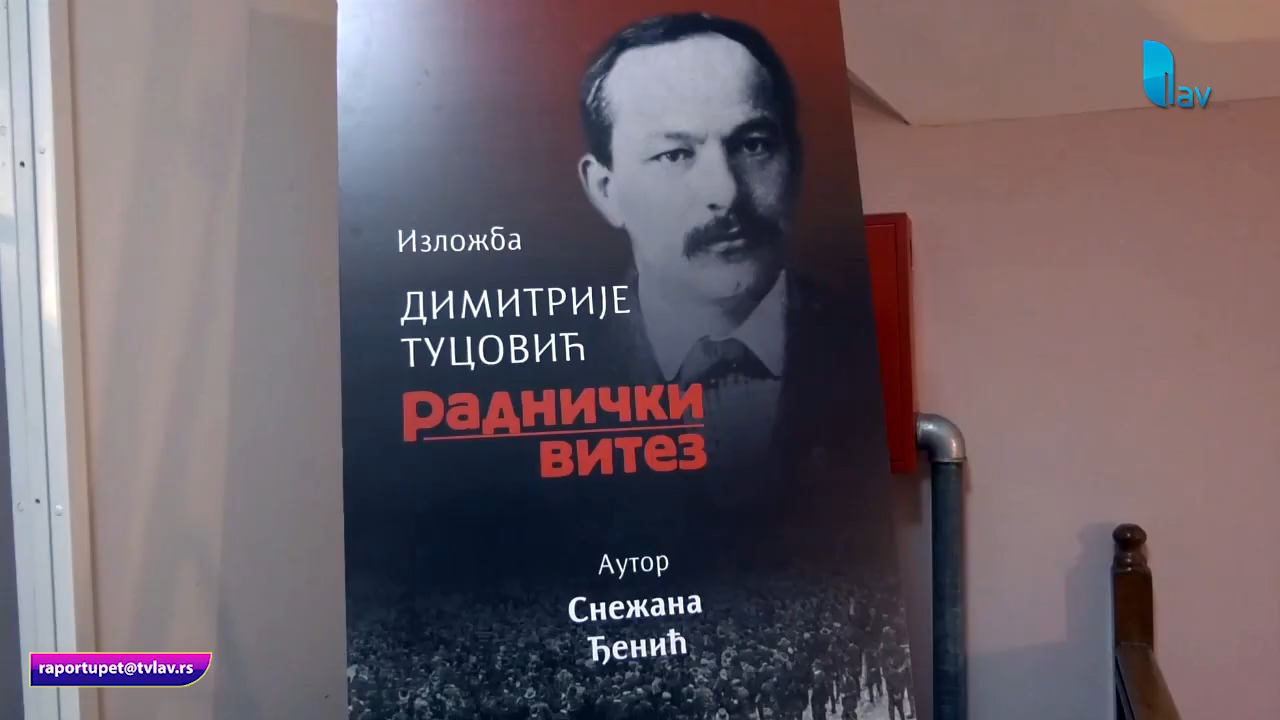 lav
Изложба
ДИМИТРИЈЕ
ТУЦОВИЋ
Раднички
витез
Аутор
Снежана
Ђенић
raportupet@tvlav.rs